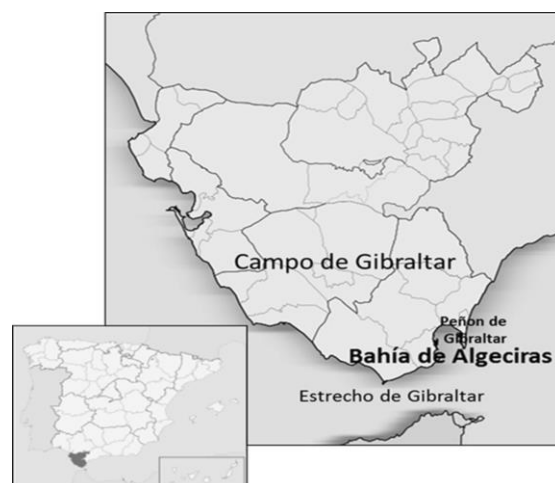 Campo de Gibraltar
Peñon de
Gibraltar
Bahía de Algeciras
Estrecho de Gibraltar